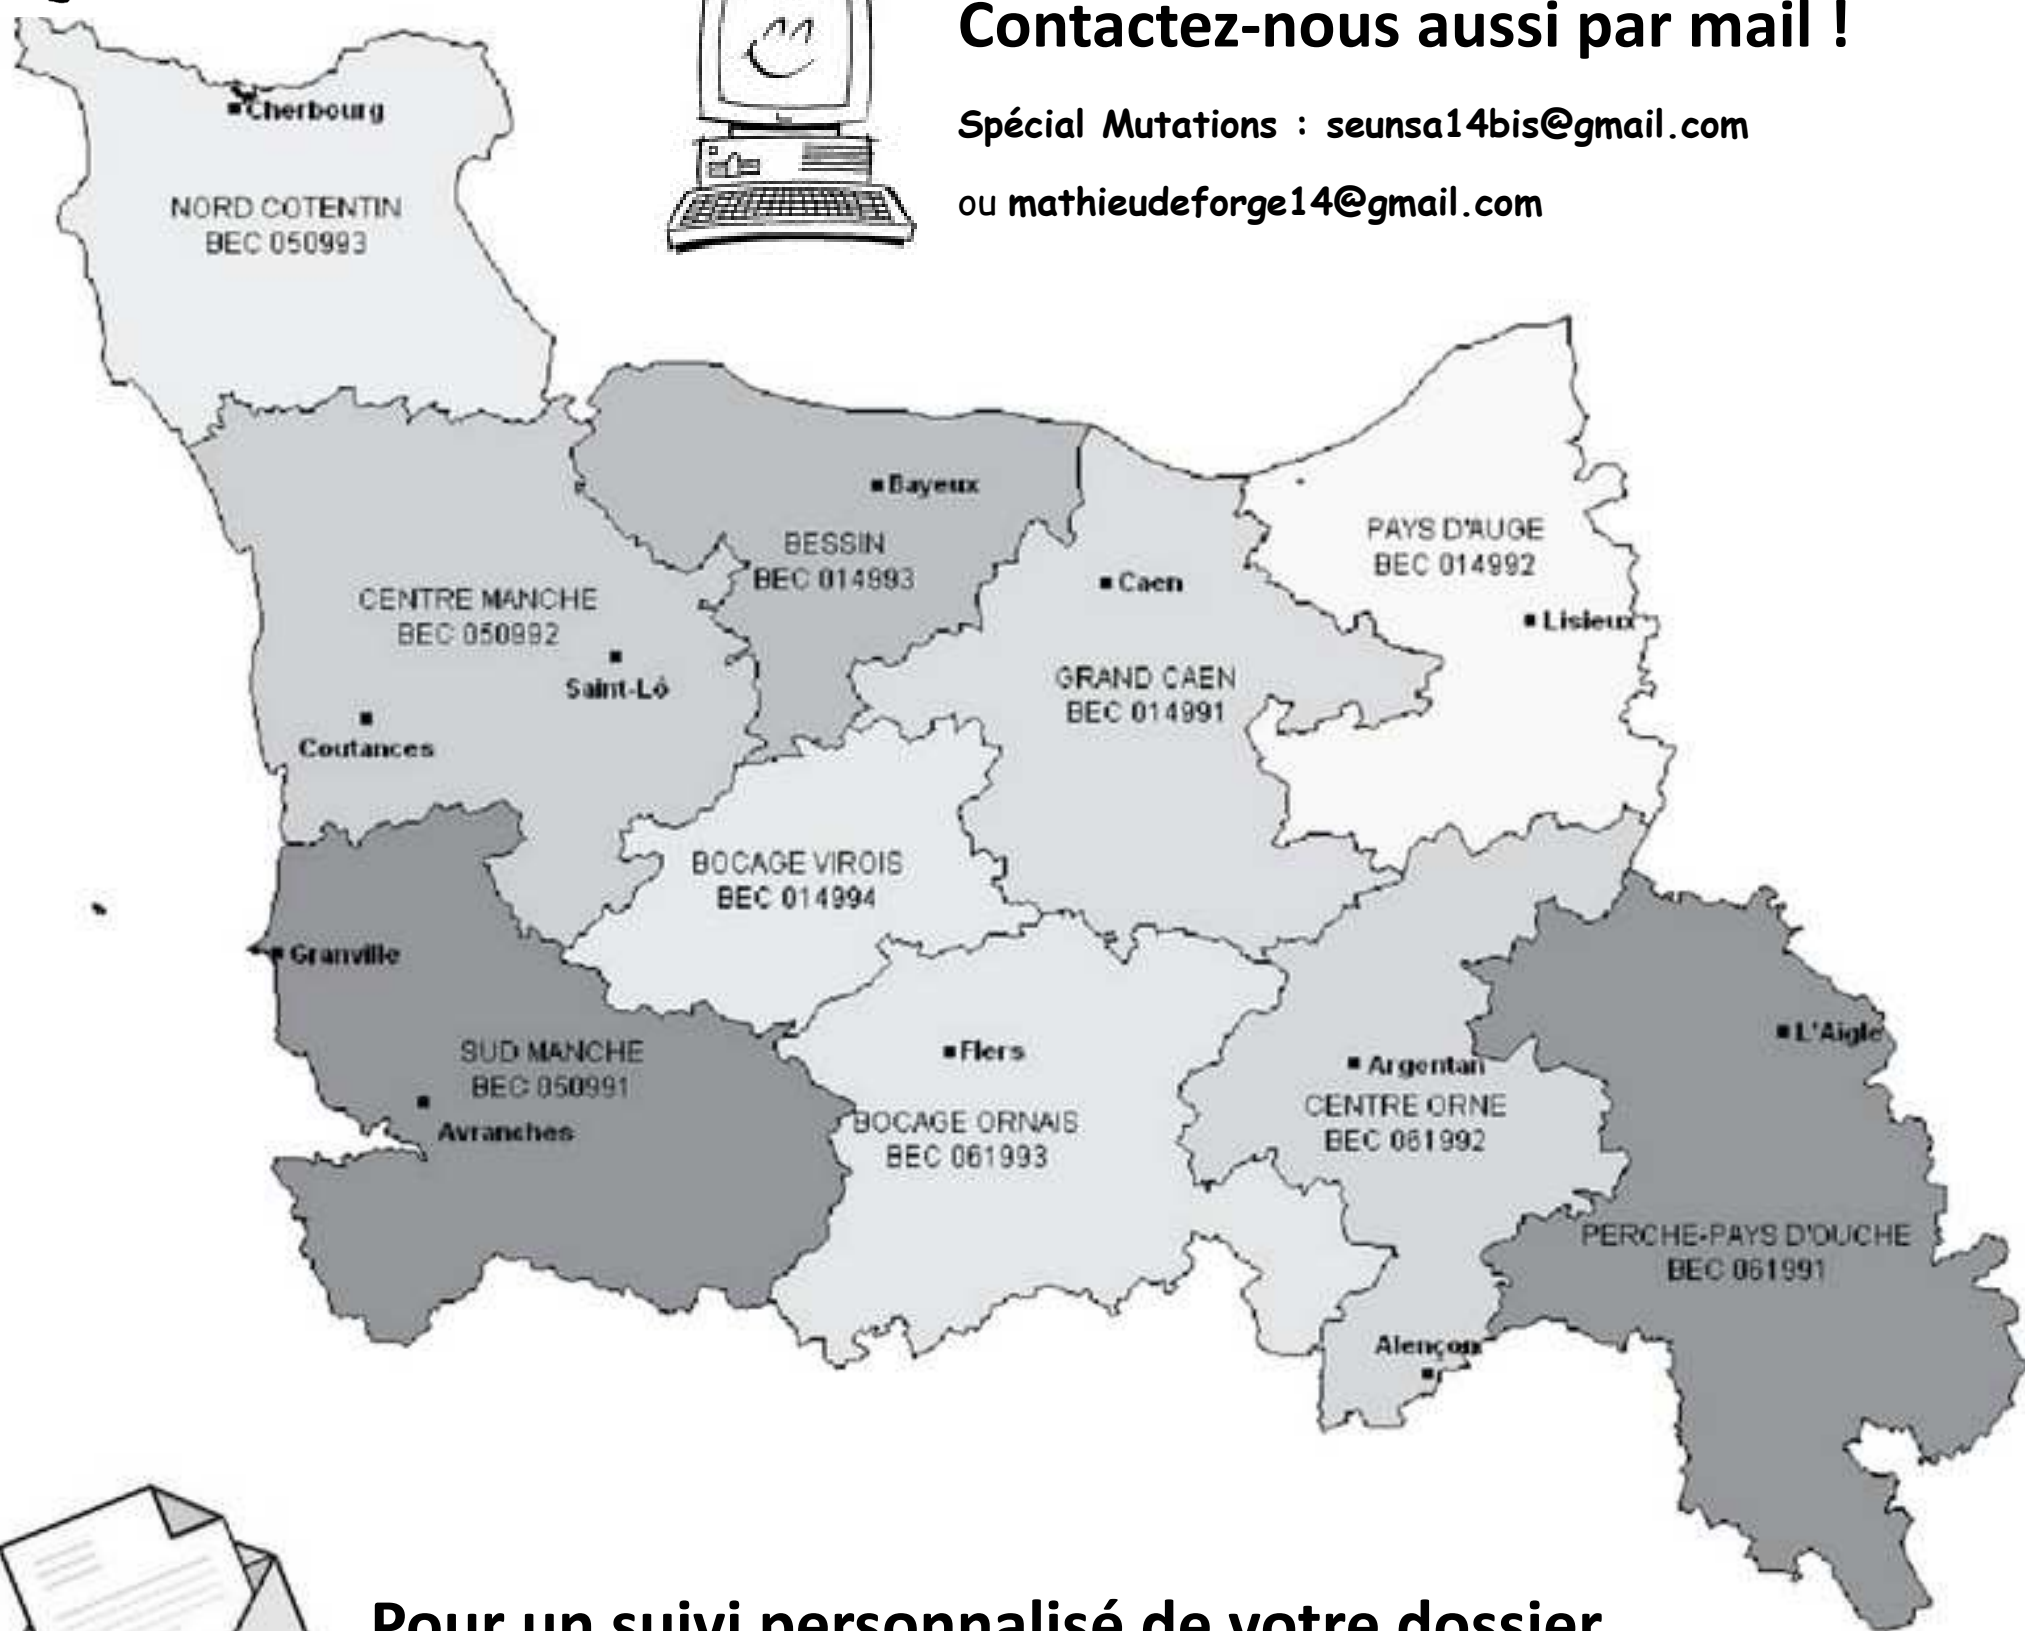 Contactez-nous aussi par mail !
Spécial Mutations : seunsa14bis@gmail.com
ou mathieudeforge14@gmail.com
Cherbourg
NORD COTENTIN
BEC 050993
Bayeux
BESSIN
BEC 014993
PAYS D'AUGE
BEC 014992
Lisieux
Caen
CENTRE MANCHE
BEC 050992
Saint-Lô
Coutances
GRAND CAEN
BEC 014991
BOCAGE VIROIS
BEC 014994
Granville
SUD MANCHE
BEC 050991
Avranches
Flers
BOCAGE ORNAIS
BEC 061993
Argentan
CENTRE ORNE
BEC 061992
L'Aigle
PERCHE-PAYS D'OUCHE
BEC 061991
Alençon
Pour un suivi personnalisé de votre dossier